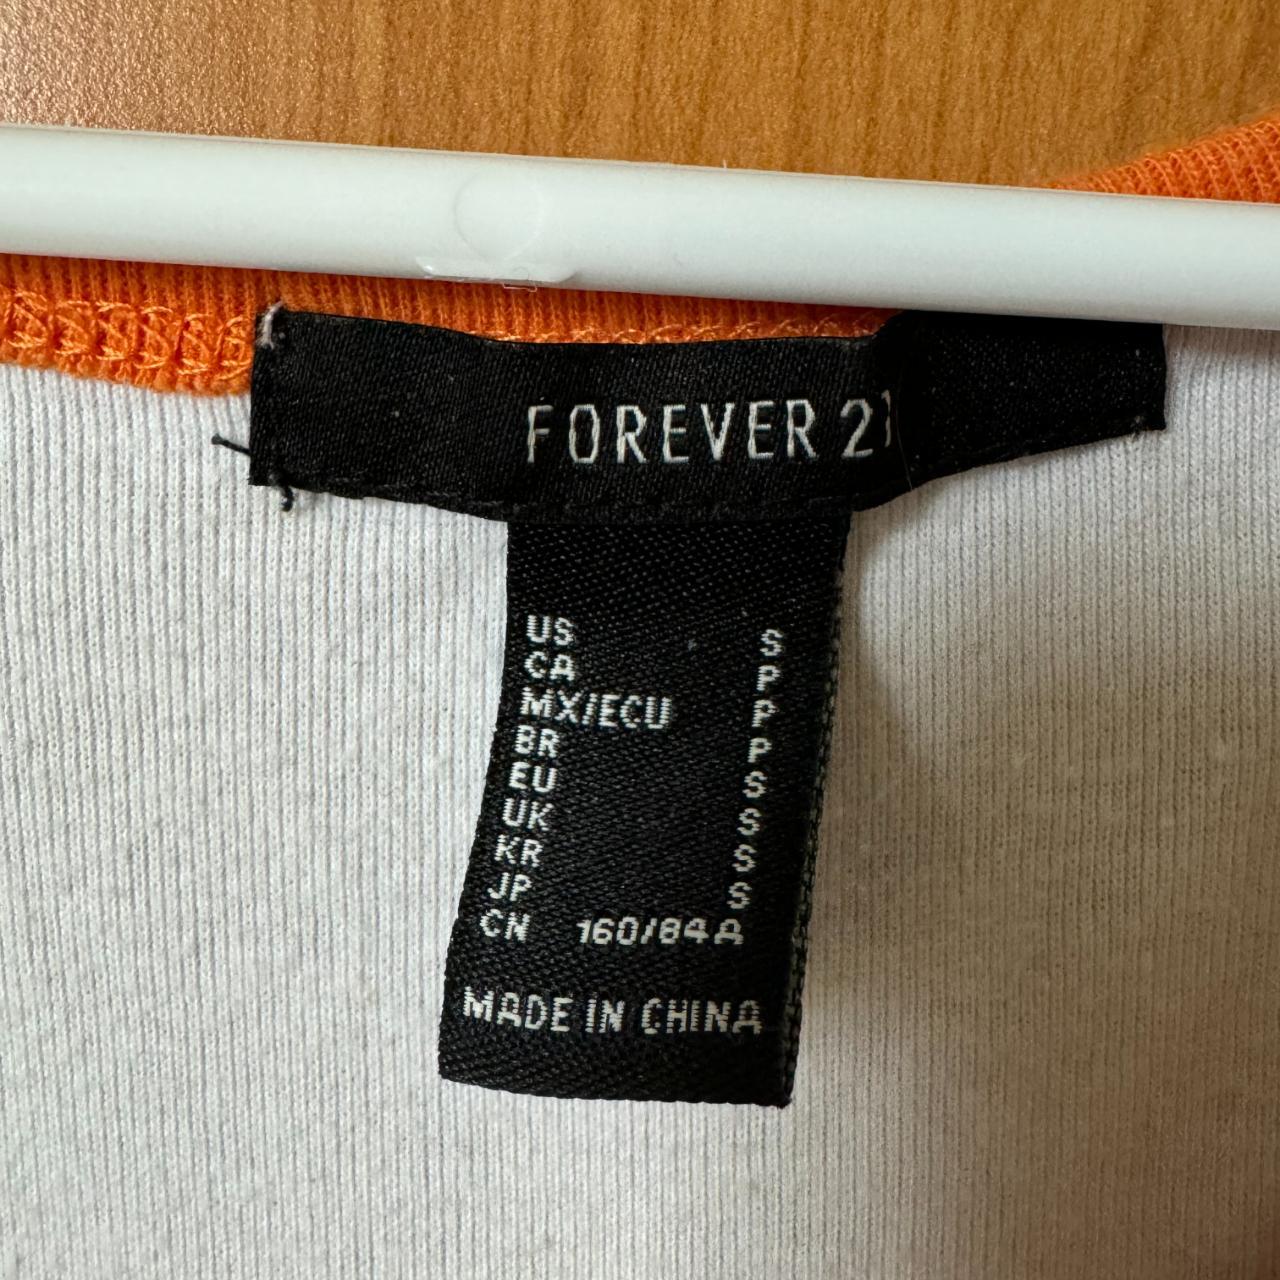 FOREVER 21
US S
CA P
MX/ECU P
BR P
EU S
UK S
KR S
JP S
CN 160/84A
MADE IN CHINA